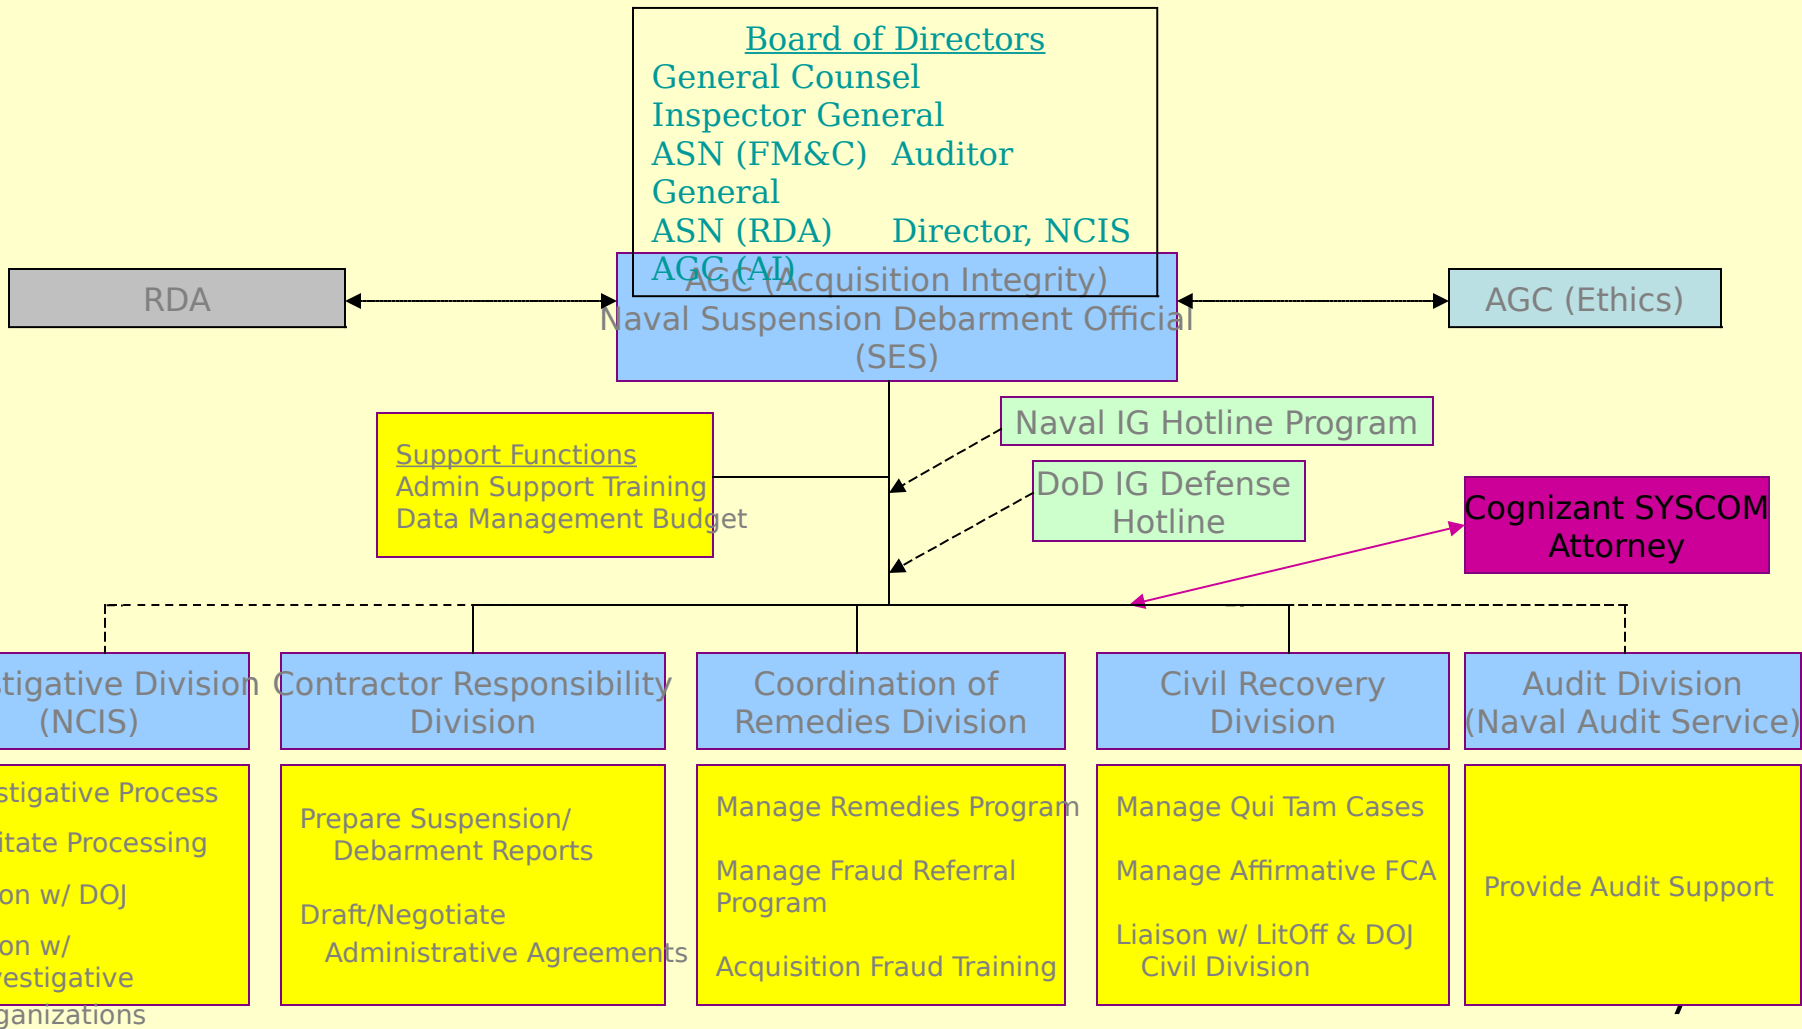 Board of Directors
General Counsel
Inspector General
ASN (FM&C) Auditor
General
ASN (RDA) Director, NCIS
AGC (AI)
RDA
AGC (Acquisition Integrity)
Naval Suspension Debarment Official
(SES)
AGC (Ethics)
Support Functions
Admin Support Training
Data Management Budget
Naval IG Hotline Program
DoD IG Defense
Hotline
Cognizant SYSCOM
Attorney
stigative Division
(NCIS)
Contractor Responsibility
Division
Coordination of
Remedies Division
Civil Recovery
Division
Audit Division
(Naval Audit Service)
stigative Process
itate Processing
on w/ DOJ
on w/
vestigative
ganizations
Prepare Suspension/
Debarment Reports
Draft/Negotiate
Administrative Agreements
Manage Remedies Program
Manage Fraud Referral
Program
Acquisition Fraud Training
Manage Qui Tam Cases
Manage Affirmative FCA
Liaison w/ LitOff & DOJ
Civil Division
Provide Audit Support